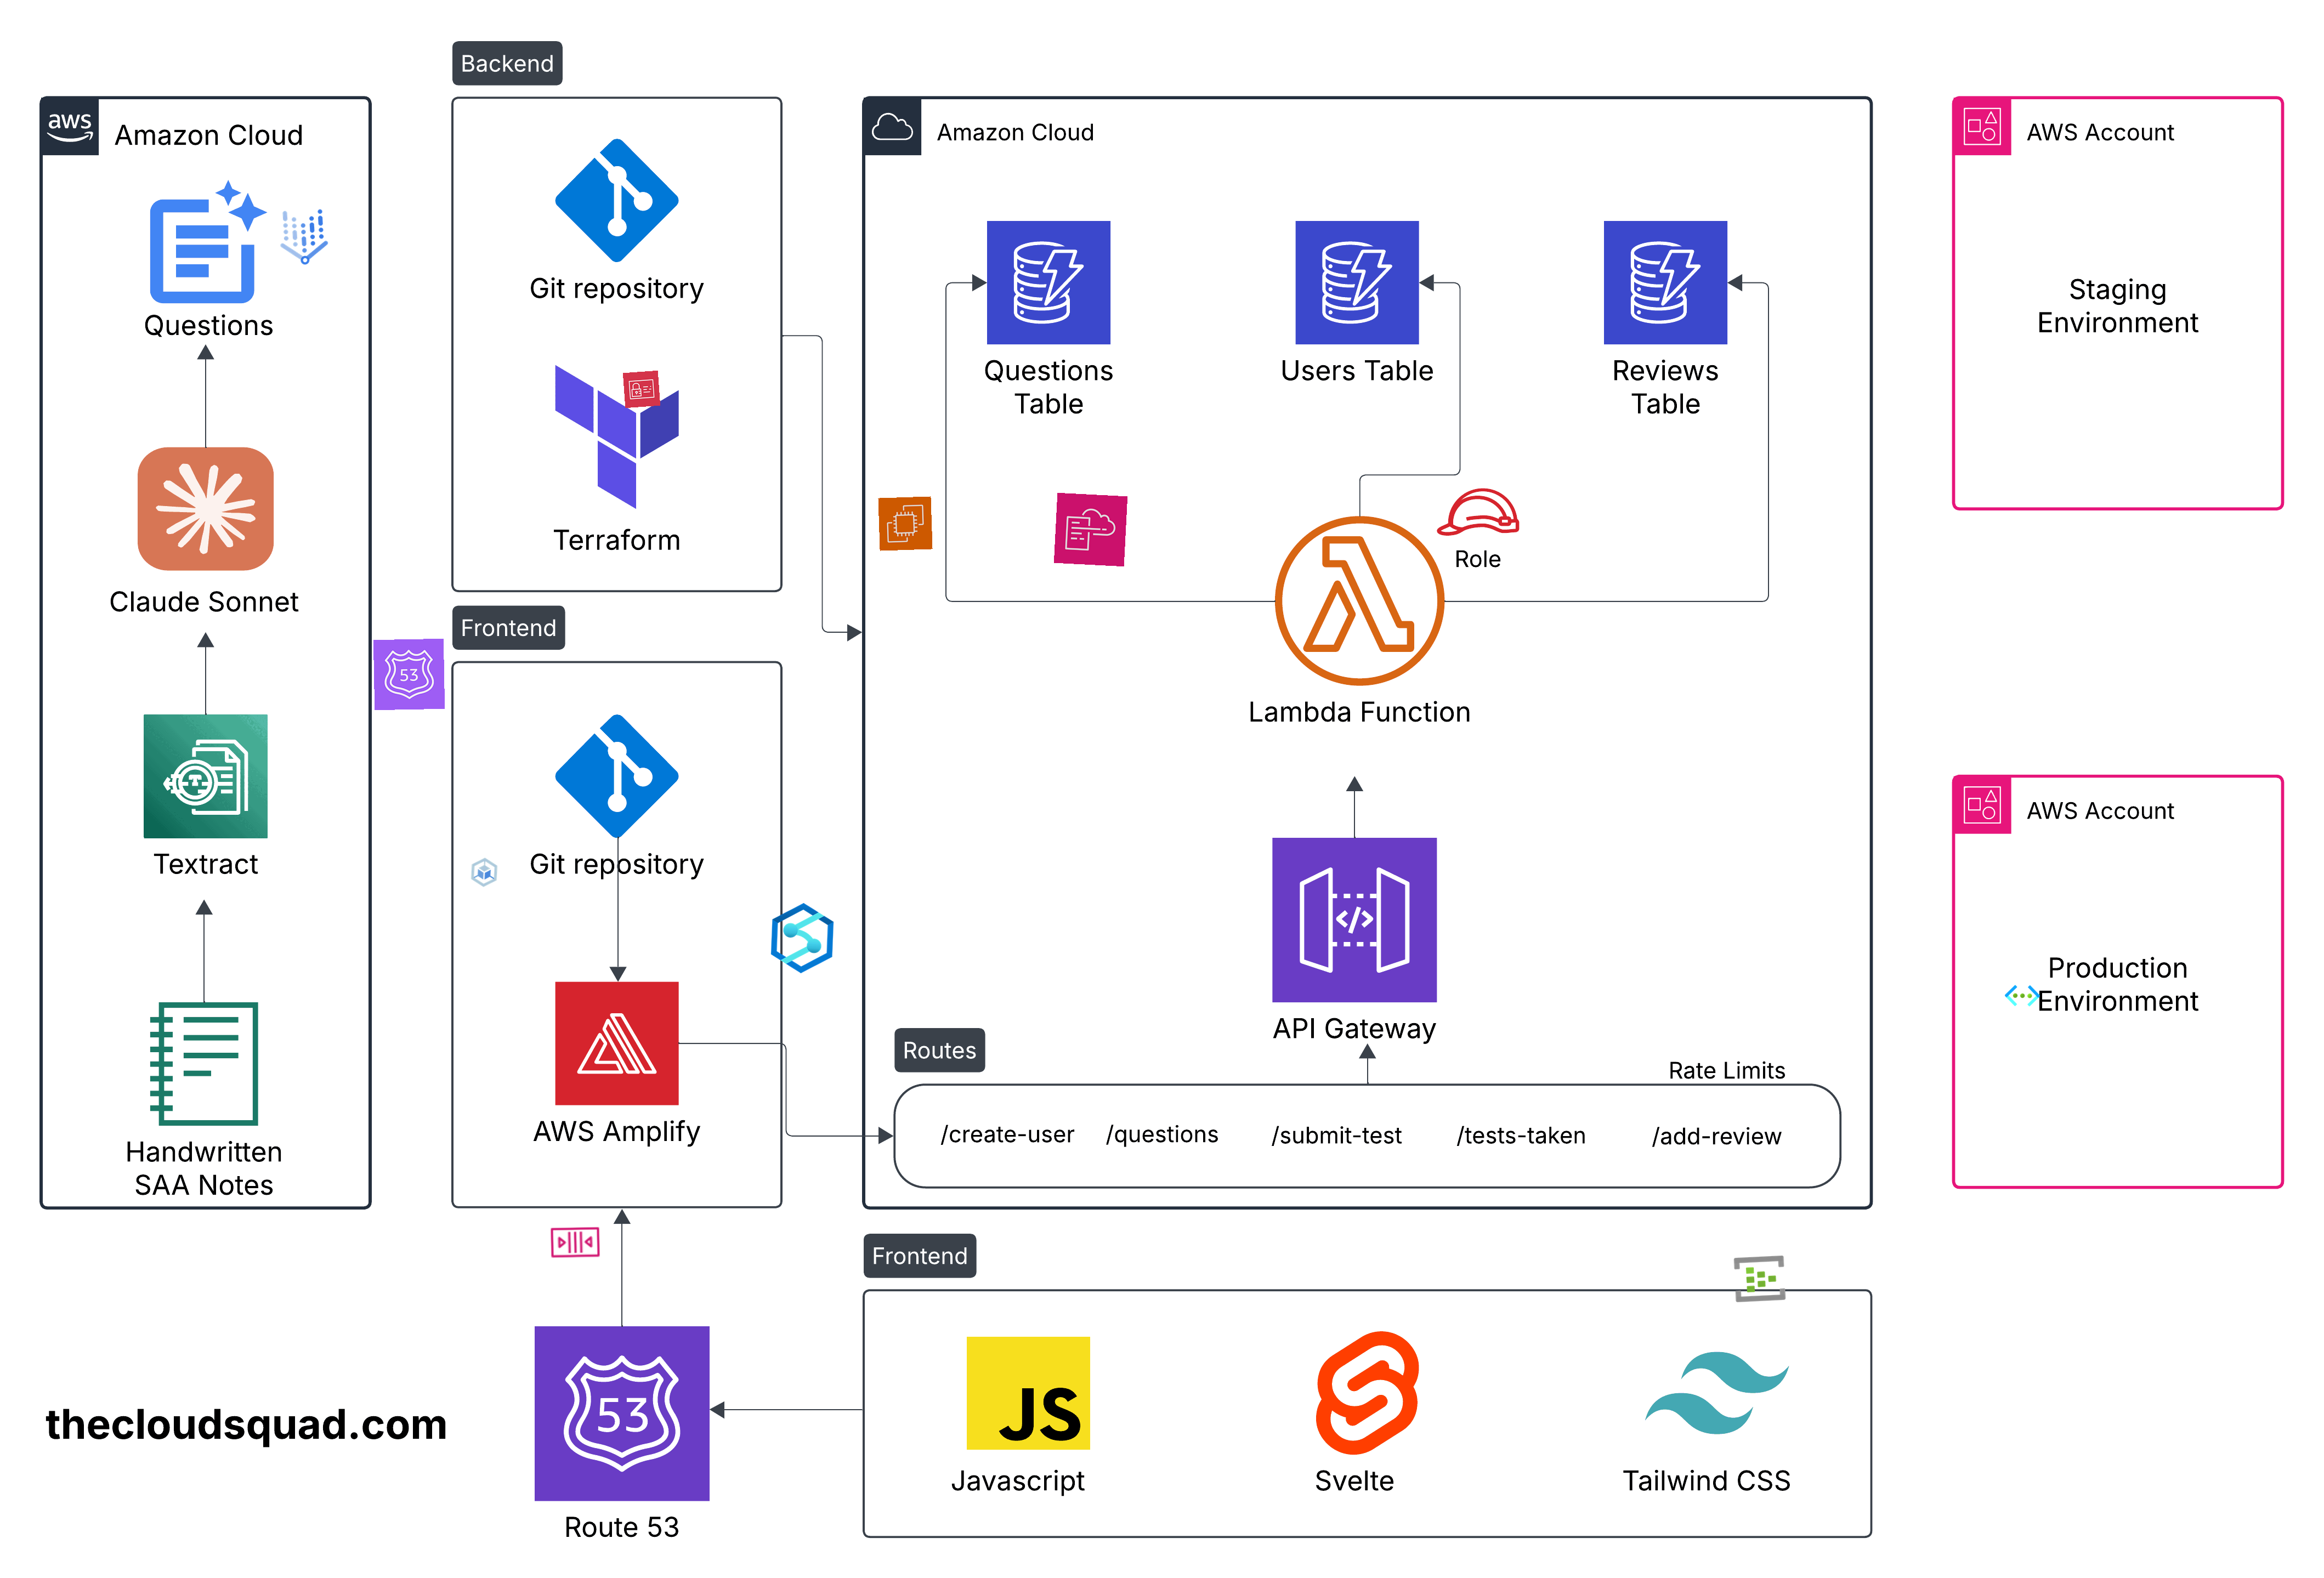 Backend
aws
Amazon Cloud
Questions
Claude Sonnet
Textract
Handwritten
SAA Notes
Git repository
Terraform
Frontend
53
Git repository
AWS Amplify
Amazon Cloud
Questions
Table
Users Table
Reviews
Table
Role
Lambda Function
API Gateway
Routes
Rate Limits
/create-user
/questions
/submit-test
/tests-taken
/add-review
AWS Account
Staging
Environment
AWS Account
Production
Environment
thecloudsquad.com
53
Route 53
Frontend
JS
Javascript
Svelte
Tailwind CSS